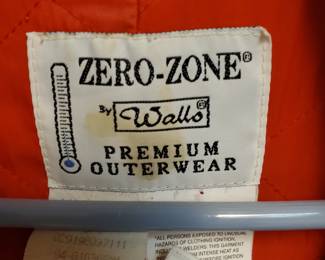 ZERO-ZONE®
By Walls®
PREMIUM
OUTERWEAR
ALL PERSONS EXPOSED TO UNUSUAL
HAZARDS OF CLOTHING IGNITION,